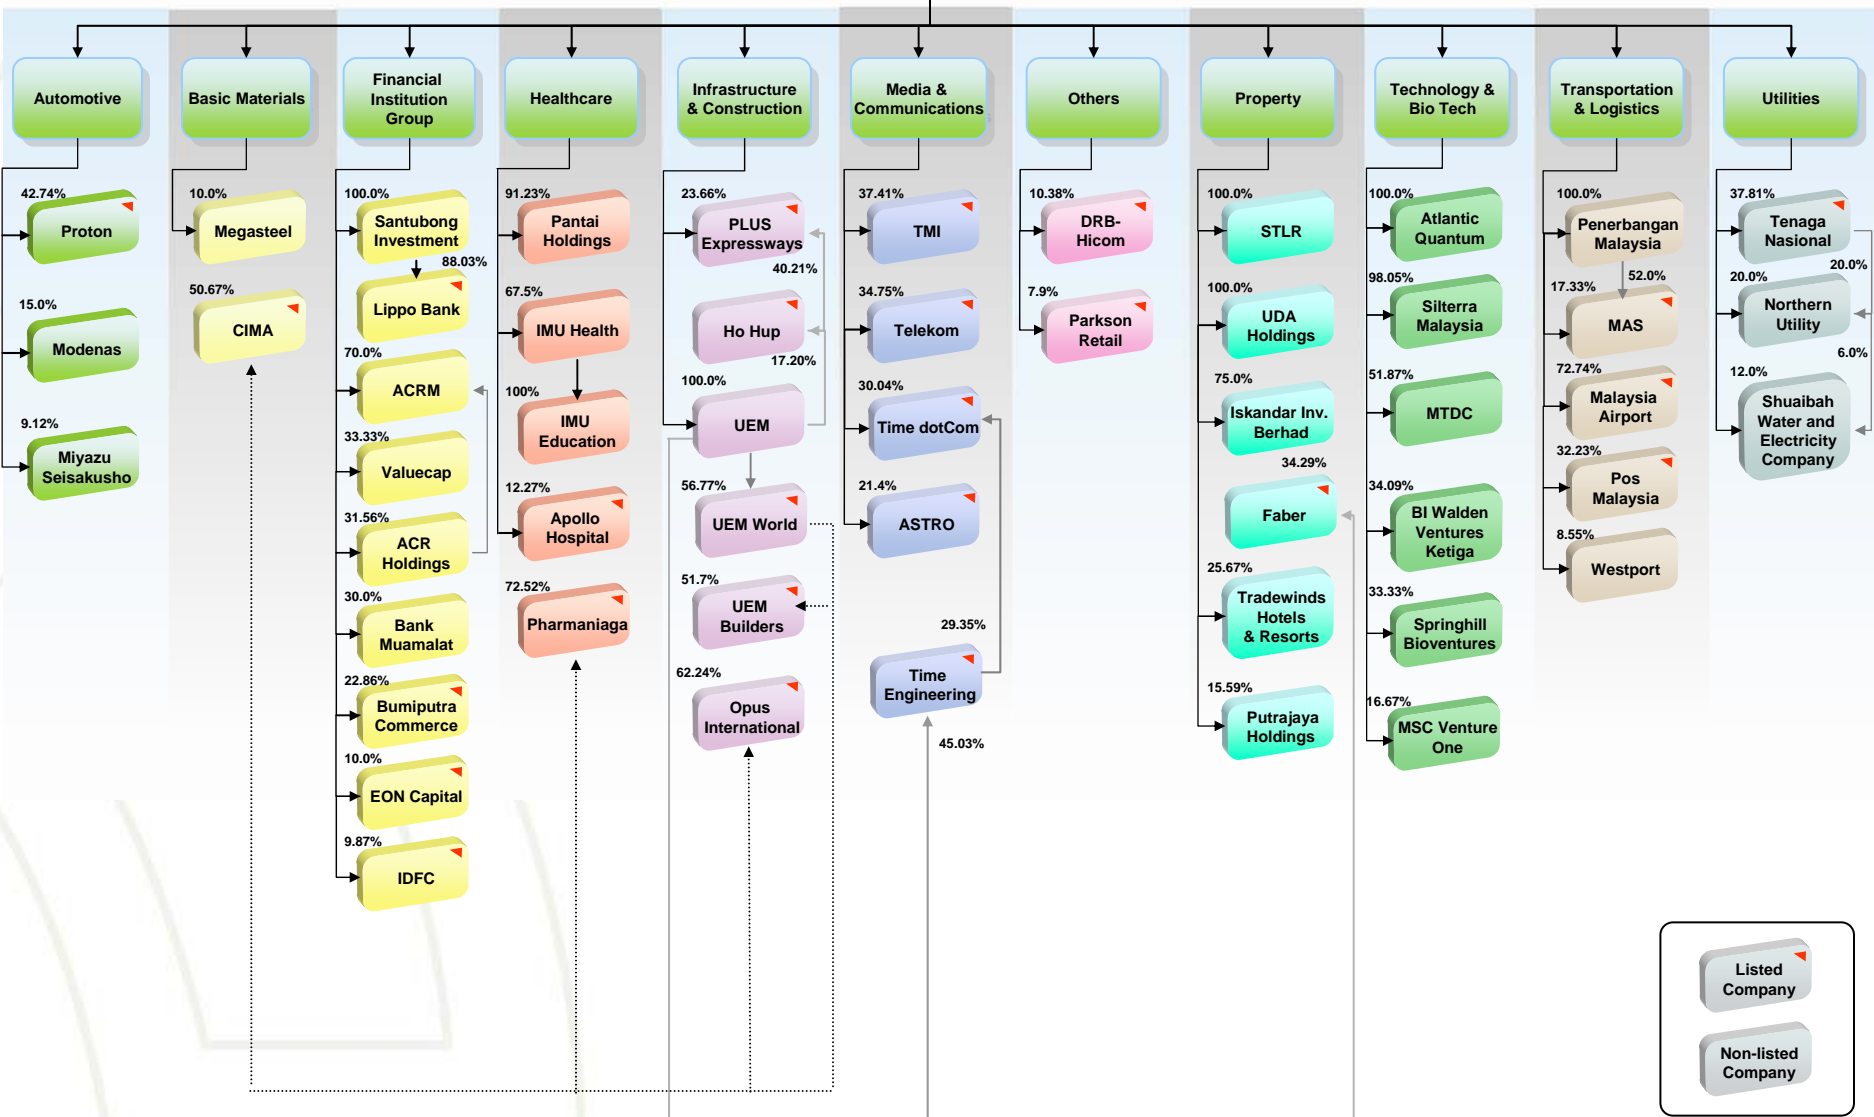 Automotive
42.74%
Proton
15.0%
Modenas
9.12%
Miyazu
Seisakusho
Basic Materials
10.0%
Megasteel
50.67%
CIMA
Financial
Institution
Group
100.0%
Santubong
Investment
88.03%
Lippo Bank
70.0%
ACRM
33.33%
Valuecap
31.56%
ACR
Holdings
30.0%
Bank
Muamalat
22.86%
Bumiputra
Commerce
10.0%
EON Capital
9.87%
IDFC
Healthcare
91.23%
Pantai
Holdings
67.5%
IMU Health
100%
IMU
Education
12.27%
Apollo
Hospital
72.52%
Pharmaniaga
Infrastructure
& Construction
23.66%
PLUS
Expressways
40.21%
Ho Hup
17.20%
100.0%
UEM
56.77%
UEM World
51.7%
UEM
Builders
62.24%
Opus
International
Media &
Communications
37.41%
TMI
34.75%
Telekom
30.04%
Time dotCom
21.4%
ASTRO
29.35%
Time
Engineering
45.03%
Others
10.38%
DRB-
Hicom
7.9%
Parkson
Retail
Property
100.0%
STLR
100.0%
UDA
Holdings
75.0%
Iskandar Inv.
Berhad
34.29%
Faber
25.67%
Tradewinds
Hotels
& Resorts
15.59%
Putrajaya
Holdings
Technology &
Bio Tech
100.0%
Atlantic
Quantum
98.05%
Silterra
Malaysia
51.87%
MTDC
34.09%
BI Walden
Ventures
Ketiga
33.33%
Springhill
Bioventures
16.67%
MSC Venture
One
Transportation
& Logistics
100.0%
Penerbangan
Malaysia
52.0%
17.33%
MAS
72.74%
Malaysia
Airport
32.23%
Pos
Malaysia
8.55%
Westport
Utilities
37.81%
Tenaga
Nasional
20.0%
20.0%
Northern
Utility
6.0%
12.0%
Shuaibah
Water and
Electricity
Company
Listed
Company
Non-listed
Company